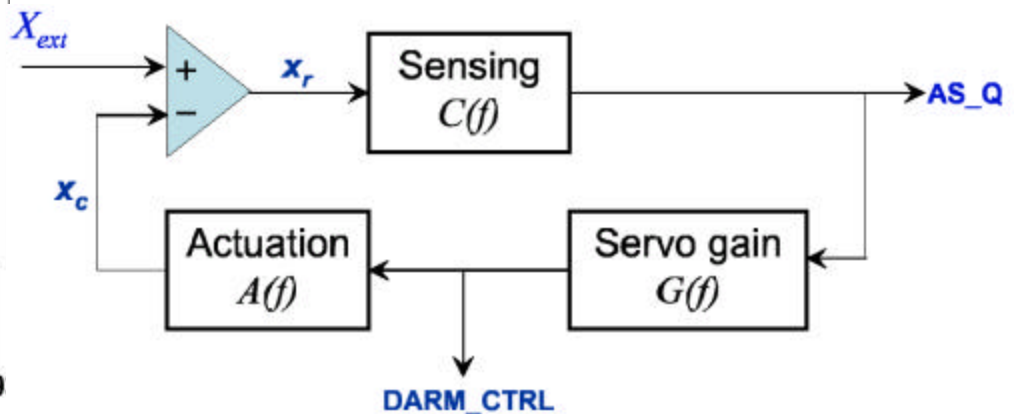 X_ext
+
−
x_r
Sensing
C(f)
AS_Q
x_c
Actuation
A(f)
Servo gain
G(f)
DARM_CTRL